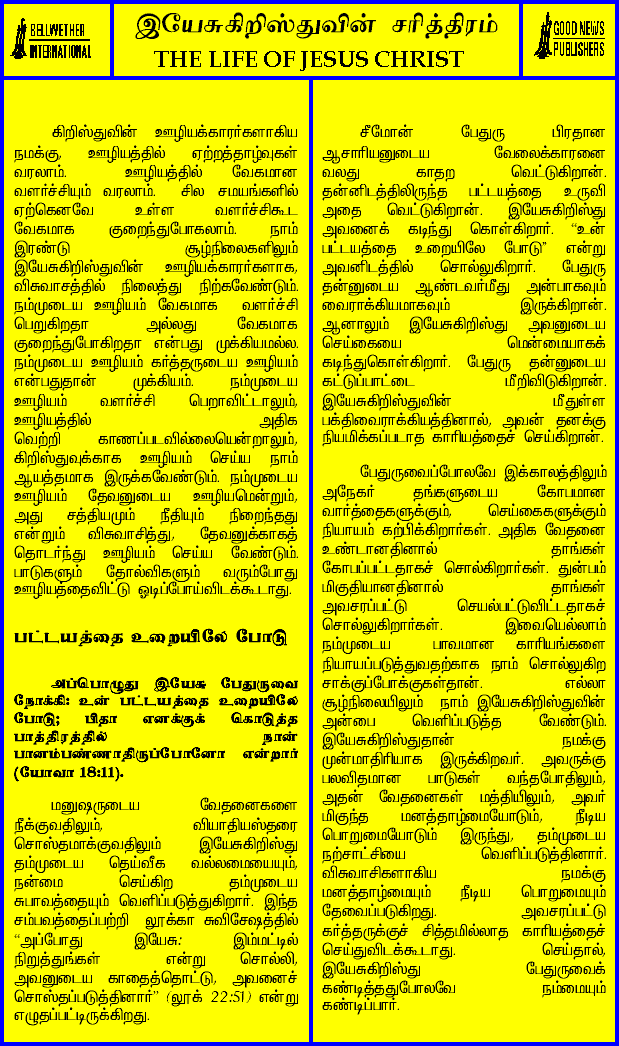 BELLWETHER
INTERNATIONAL
இயேசுகிறிஸ்துவின் சரித்திரம்
THE LIFE OF JESUS CHRIST
GOOD NEWS
PUBLISHERS
கிறிஸ்துவின் ஊழியக்காரர்களாகிய
நமக்கு, ஊழியத்தில் ஏற்றத்தாழ்வுகள்
வரலாம். ஊழியத்தில் வேகமான
வளர்ச்சியும் வரலாம். சில சமயங்களில்
ஏற்கெனவே உள்ள வளர்ச்சிகூட
வேகமாக குறைந்துபோகலாம். நாம்
இரண்டு சூழ்நிலைகளிலும்
இயேசுகிறிஸ்துவின் ஊழியக்காரர்களாக,
விசுவாசத்தில் நிலைத்து நிற்கவேண்டும்.
நம்முடைய ஊழியம் வேகமாக வளர்ச்சி
பெறுகிறதா அல்லது வேகமாக
குறைந்துபோகிறதா என்பது முக்கியமல்ல.
நம்முடைய ஊழியம் கர்த்தருடைய ஊழியம்
என்பதுதான் முக்கியம். நம்முடைய
ஊழியம் வளர்ச்சி பெறாவிட்டாலும்,
ஊழியத்தில் அதிக
வெற்றி காணப்படவில்லையென்றாலும்,
கிறிஸ்துவுக்காக ஊழியம் செய்ய நாம்
ஆயத்தமாக இருக்கவேண்டும். நம்முடைய
ஊழியம் தேவனுடைய ஊழியமென்றும்,
அது சத்தியமும் நீதியும் நிறைந்தது
என்றும் விசுவாசித்து, தேவனுக்காகத்
தொடர்ந்து ஊழியம் செய்ய வேண்டும்.
பாடுகளும் தோல்விகளும் வரும்போது
ஊழியத்தைவிட்டு ஓடிப்போய்விடக்கூடாது.
பட்டயத்தை உறையிலே போடு
அப்பொழுது இயேசு பேதுருவை
நோக்கி: உன் பட்டயத்தை உறையிலே
போடு; பிதா எனக்குக் கொடுத்த
பாத்திரத்தில் நான்
பானம்பண்ணாதிருப்போனோ என்றார்
(யோவா 18:11).
மனுஷருடைய வேதனைகளை
நீக்குவதிலும், வியாதியஸ்தரை
சொஸ்தமாக்குவதிலும் இயேசுகிறிஸ்து
தம்முடைய தெய்வீக வல்லமையையும்,
நன்மை செய்கிற தம்முடைய
சுபாவத்தையும் வெளிப்படுத்துகிறார். இந்த
சம்பவத்தைப்பற்றி லூக்கா சுவிசேஷத்தில்
“அப்போது இயேசு: இம்மட்டில்
நிறுத்துங்கள் என்று சொல்லி,
அவனுடைய காதைத்தொட்டு, அவனைச்
சொஸ்தப்படுத்தினார்” (லூக் 22:51) என்று
எழுதப்பட்டிருக்கிறது.
சீமோன் பேதுரு பிரதான
ஆசாரியனுடைய வேலைக்காரனை
வலது காதற வெட்டுகிறான்.
தன்னிடத்திலிருந்த பட்டயத்தை உருவி
அதை வெட்டுகிறான். இயேசுகிறிஸ்து
அவனைக் கடிந்து கொள்கிறார். “உன்
பட்டயத்தை உறையிலே போடு” என்று
அவனிடத்தில் சொல்லுகிறார். பேதுரு
தன்னுடைய ஆண்டவர்மீது அன்பாகவும்
வைராக்கியமாகவும் இருக்கிறான்.
ஆனாலும் இயேசுகிறிஸ்து அவனுடைய
செய்கையை மென்மையாகக்
கடிந்துகொள்கிறார். பேதுரு தன்னுடைய
கட்டுப்பாட்டை மீறிவிடுகிறான்.
இயேசுகிறிஸ்துவின் மீதுள்ள
பக்திவைராக்கியத்தினால், அவன் தனக்கு
நியமிக்கப்படாத காரியத்தைச் செய்கிறான்.
பேதுருவைப்போலவே இக்காலத்திலும்
அநேகர் தங்களுடைய கோபமான
வார்த்தைகளுக்கும், செய்கைகளுக்கும்
நியாயம் கற்பிக்கிறார்கள். அதிக வேதனை
உண்டானதினால் தாங்கள்
கோபப்பட்டதாகச் சொல்கிறார்கள். துன்பம்
மிகுதியானதினால் தாங்கள்
அவசரப்பட்டு செயல்பட்டுவிட்டதாகச்
சொல்லுகிறார்கள். இவையெல்லாம்
நம்முடைய பாவமான காரியங்களை
நியாயப்படுத்துவதற்காக நாம் சொல்லுகிற
சாக்குப்போக்குகள்தான். எல்லா
சூழ்நிலையிலும் நாம் இயேசுகிறிஸ்துவின்
அன்பை வெளிப்படுத்த வேண்டும்.
இயேசுகிறிஸ்துதான் நமக்கு
முன்மாதிரியாக இருக்கிறவர். அவருக்கு
பலவிதமான பாடுகள் வந்தபோதிலும்,
அதன் வேதனைகள் மத்தியிலும், அவர்
மிகுந்த மனத்தாழ்மையோடும், நீடிய
பொறுமையோடும் இருந்து, தம்முடைய
நற்சாட்சியை வெளிப்படுத்தினார்.
விசுவாசிகளாகிய நமக்கு
மனத்தாழ்மையும் நீடிய பொறுமையும்
தேவைப்படுகிறது. அவசரப்பட்டு
கர்த்தருக்குச் சித்தமில்லாத காரியத்தைச்
செய்துவிடக்கூடாது. செய்தால்,
இயேசுகிறிஸ்து பேதுருவைக்
கண்டித்ததுபோலவே நம்மையும்
கண்டிப்பார்.